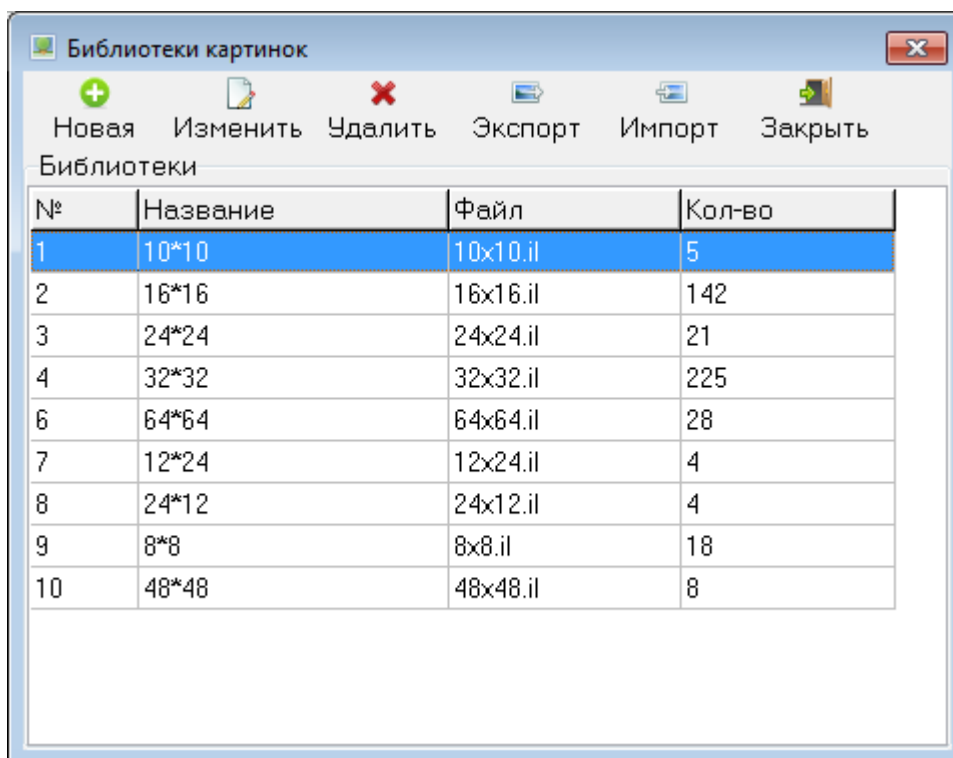 Библиотеки картинок
Новая Изменить Удалить Экспорт Импорт Закрыть
Библиотеки
№ Название Файл Кол-во
1 10*10 10x10.il 5
2 16*16 16x16.il 142
3 24*24 24x24.il 21
4 32*32 32x32.il 225
6 64*64 64x64.il 28
7 12*24 12x24.il 4
8 24*12 24x12.il 4
9 8*8 8x8.il 18
10 48*48 48x48.il 8